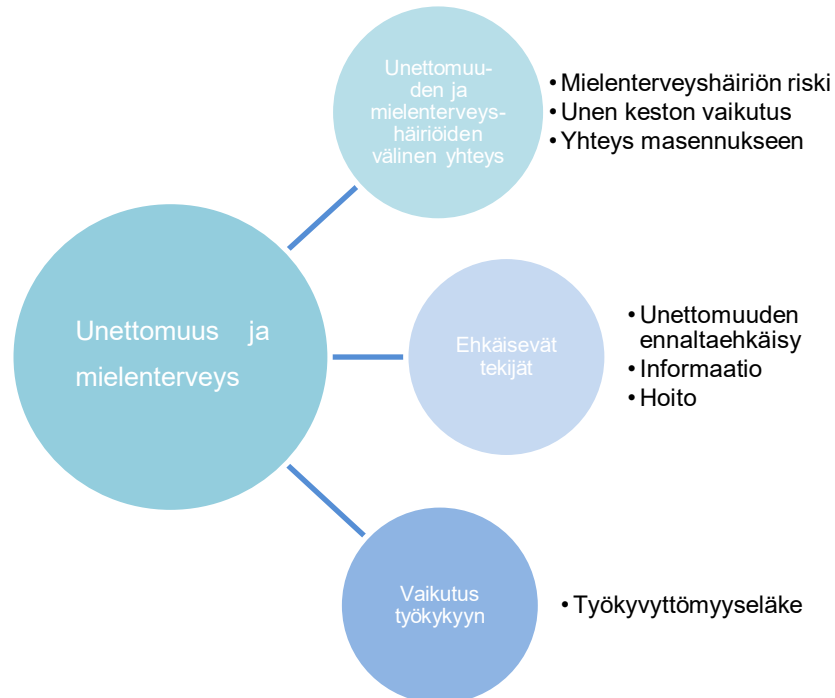 Unettomuu-
den ja
mielenterveys-
häiriöiden
välinen yhteys
• Mielenterveyshäiriön riski
• Unen keston vaikutus
• Yhteys masennukseen
Unettomuus ja
mielenterveys
Ehkäisevät
tekijät
• Unettomuuden
ennaltaehkäisy
• Informaatio
• Hoito
Vaikutus
työkykyyn
• Työkyvyttömyyseläke